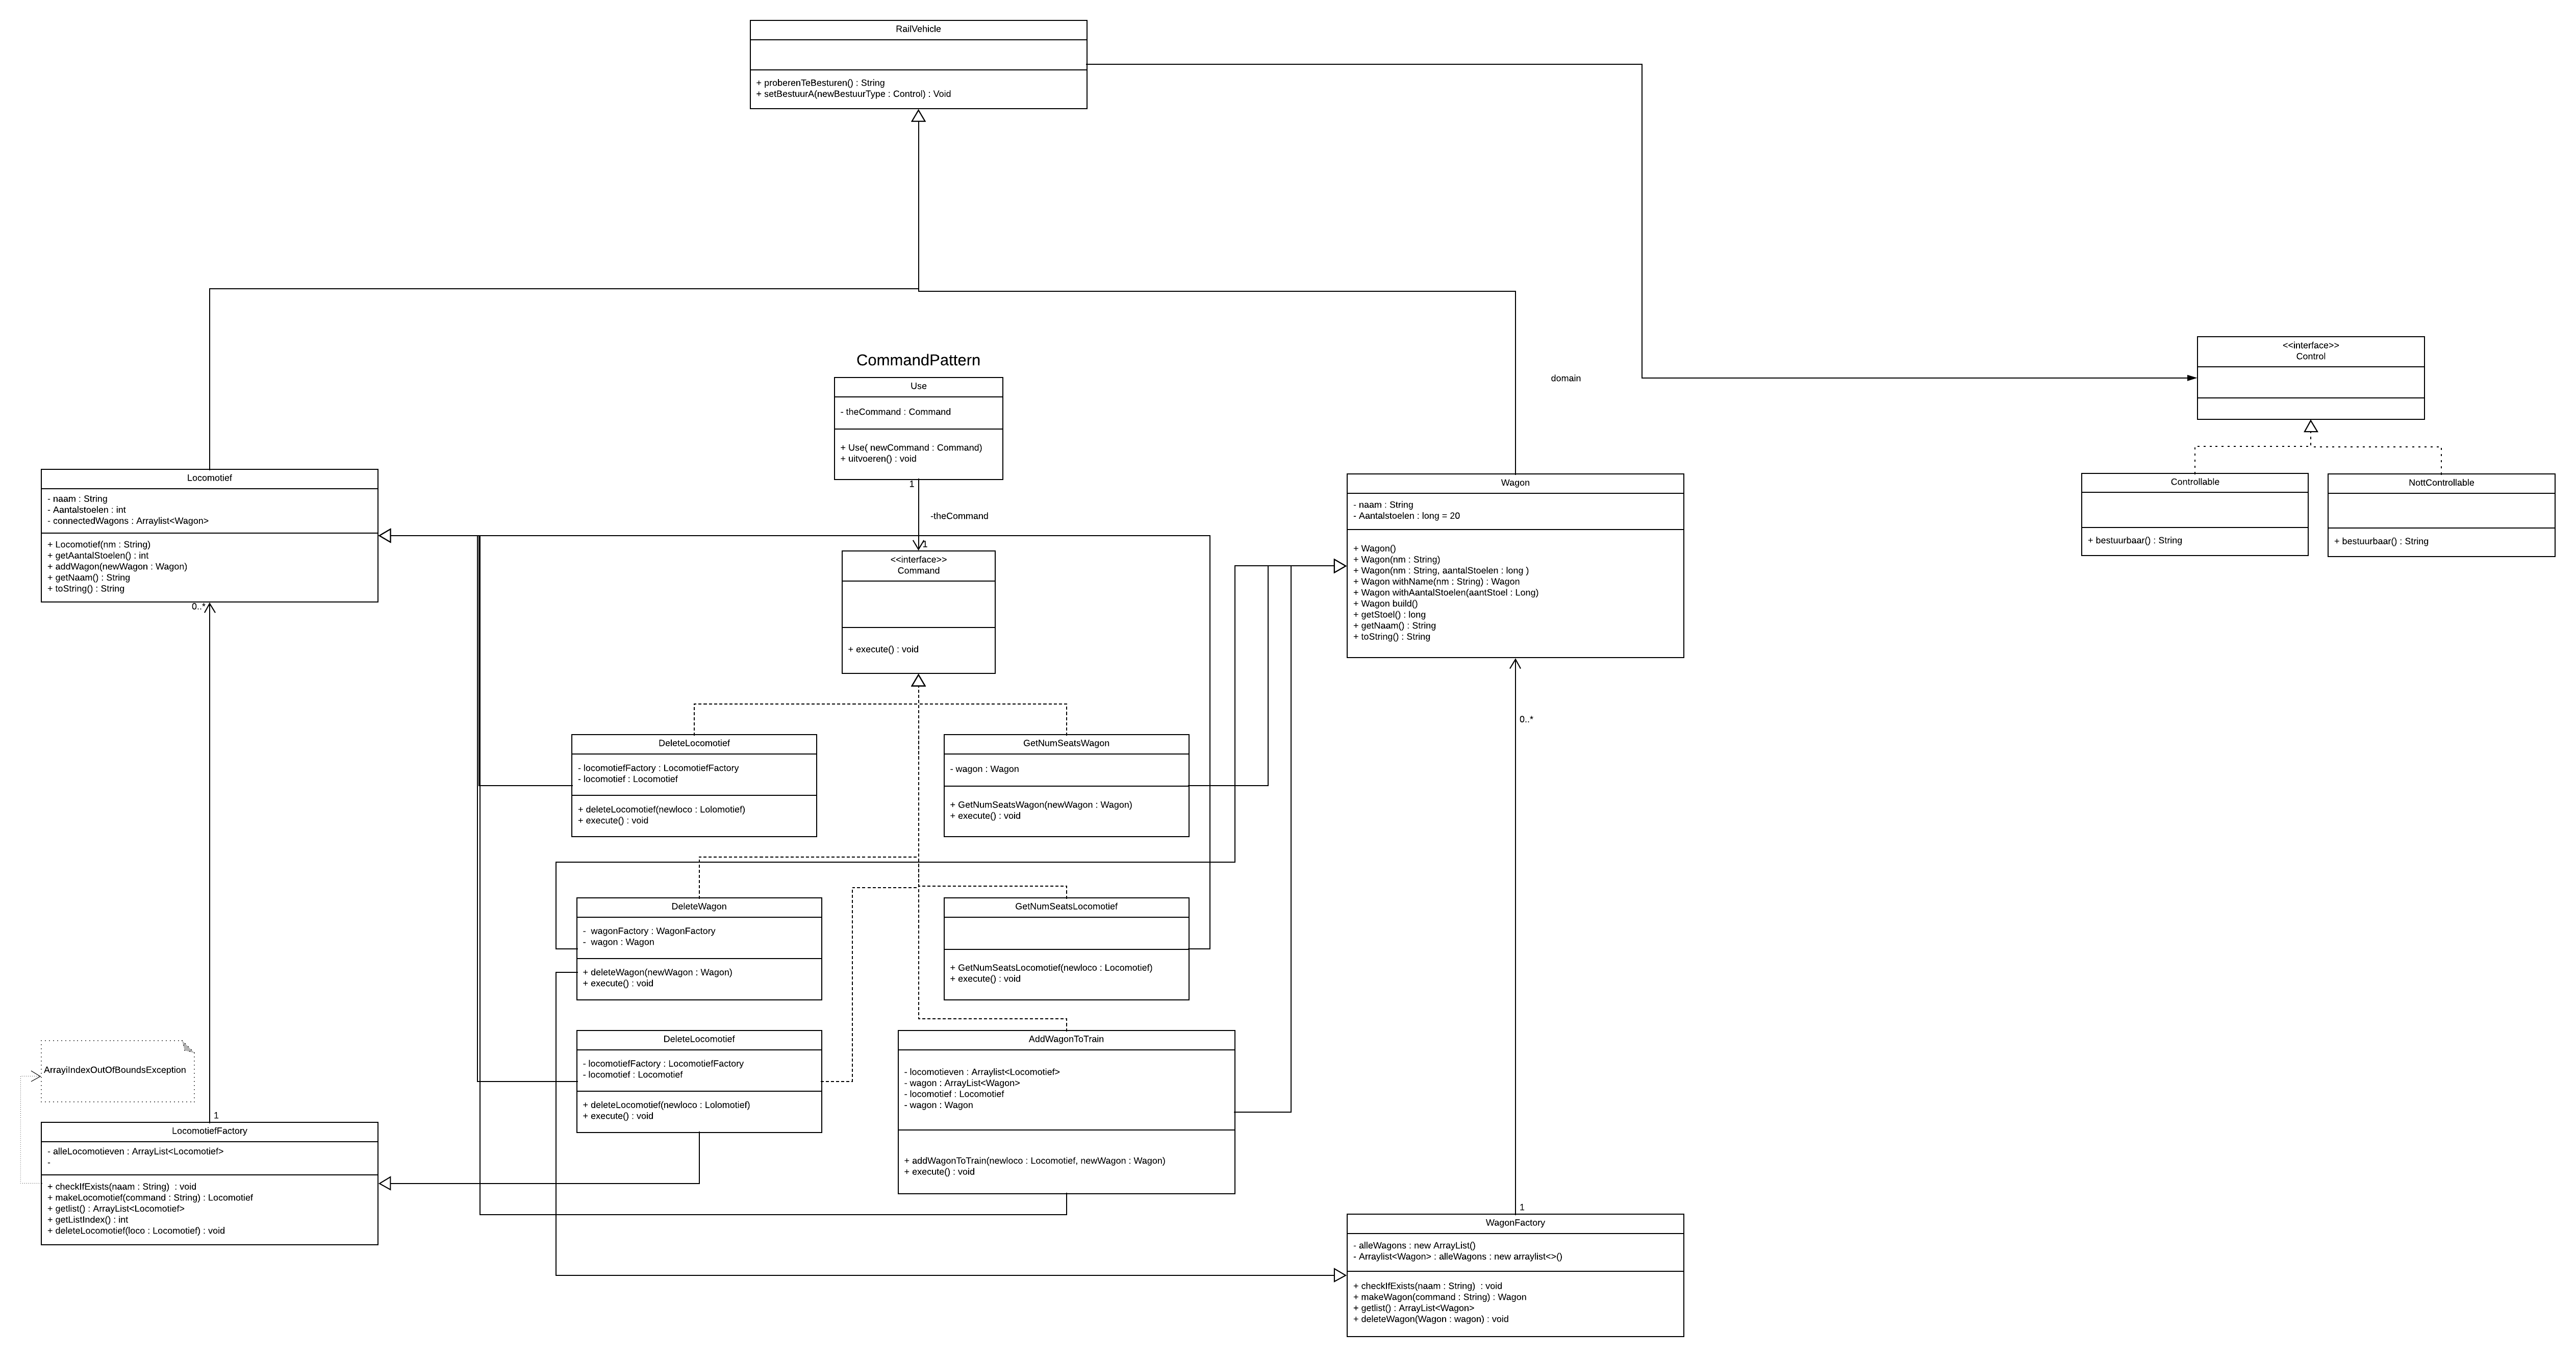 RailVehicle
+ proberenTeBesturen() : String
+ setBestuurA(newBestuurType : Control) : Void
CommandPattern
Use
- theCommand : Command
+ Use( newCommand : Command)
+ uitvoeren() : void
1
-theCommand
1
<<interface>>
Command
+ execute() : void
domain
<<interface>>
Control
Controllable
+ bestuurbaar() : String
NottControllable
+ bestuurbaar() : String
Locomotief
- naam : String
- Aantalstoelen : int
- connectedWagons : Arraylist<Wagon>
+ Locomotief(nm : String)
+ getAantalStoelen() : int
+ addWagon(newWagon : Wagon)
+ getNaam() : String
+ toString() : String
0..*
Wagon
- naam : String
- Aantalstoelen : long = 20
+ Wagon()
+ Wagon(nm : String)
+ Wagon(nm : String, aantalStoelen : long )
+ Wagon withName(nm : String) : Wagon
+ Wagon withAantalStoelen(aantStoel : Long)
+ Wagon build()
+ getStoel() : long
+ getNaam() : String
+ toString() : String
0..*
DeleteLocomotief
- locomotiefFactory : LocomotiefFactory
- locomotief : Locomotief
+ deleteLocomotief(newloco : Lolomotief)
+ execute() : void
GetNumSeatsWagon
- wagon : Wagon
+ GetNumSeatsWagon(newWagon : Wagon)
+ execute() : void
DeleteWagon
- wagonFactory : WagonFactory
- wagon : Wagon
+ deleteWagon(newWagon : Wagon)
+ execute() : void
GetNumSeatsLocomotief
+ GetNumSeatsLocomotief(newloco : Locomotief)
+ execute() : void
DeleteLocomotief
- locomotiefFactory : LocomotiefFactory
- locomotief : Locomotief
+ deleteLocomotief(newloco : Lolomotief)
+ execute() : void
AddWagonToTrain
- locomotieven : Arraylist<Locomotief>
- wagon : ArrayList<Wagon>
- locomotief : Locomotief
- wagon : Wagon
+ addWagonToTrain(newloco : Locomotief, newWagon : Wagon)
+ execute() : void
ArrayiIndexOutOfBoundsException
1
LocomotiefFactory
- alleLocomotieven : ArrayList<Locomotief>
-
+ checkIfExists(naam : String) : void
+ makeLocomotief(command : String) : Locomotief
+ getlist() : ArrayList<Locomotief>
+ getListIndex() : int
+ deleteLocomotief(loco : Locomotief) : void
1
WagonFactory
- alleWagons : new ArrayList()
- Arraylist<Wagon> : alleWagons : new arraylist<>()
+ checkIfExists(naam : String) : void
+ makeWagon(command : String) : Wagon
+ getlist() : ArrayList<Wagon>
+ deleteWagon(Wagon : wagon) : void